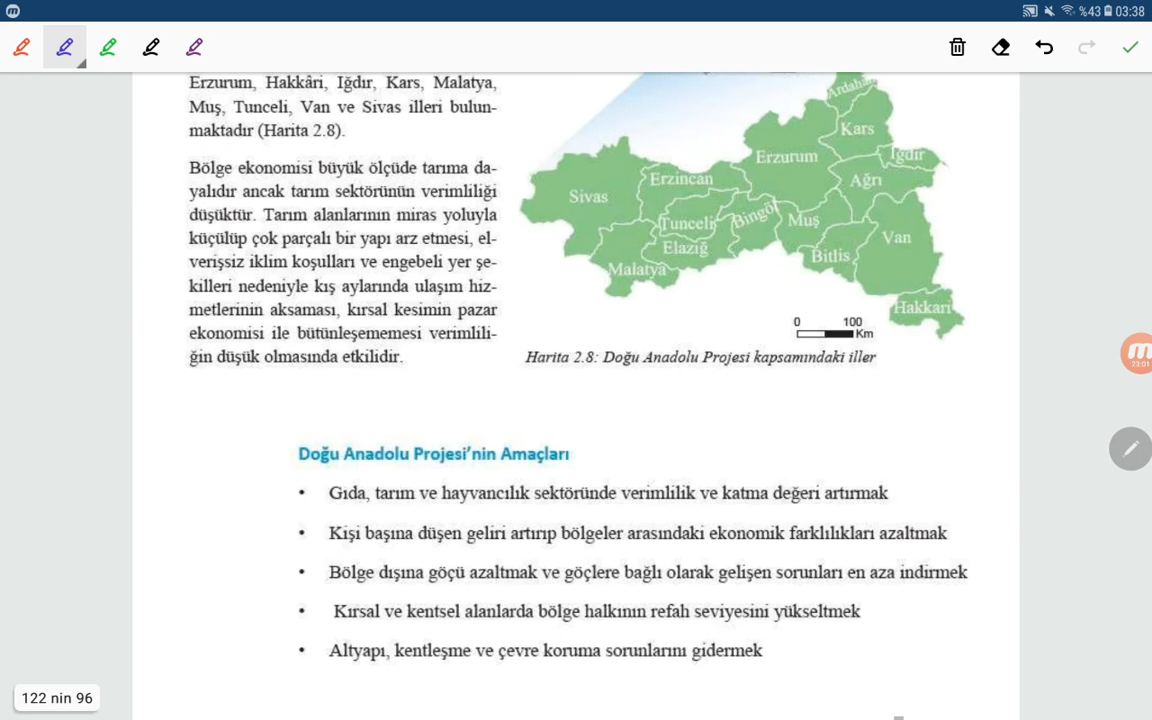 %43 03:38
Erzurum, Hakkâri, Iğdır, Kars, Malatya,
Muş, Tunceli, Van ve Sivas illeri bulun-
maktadır (Harita 2.8).
Bölge ekonomisi büyük ölçüde tarıma da-
yalıdır ancak tarım sektörünün verimliliği
düşüktür. Tarım alanlarının miras yoluyla
küçülüp çok parçalı bir yapı arz etmesi, el-
verişsiz iklim koşulları ve engebeli yer şe-
killeri nedeniyle kış aylarında ulaşım hiz-
metlerinin aksaması, kırsal kesimin pazar
ekonomisi ile bütünleşememesi verimlili-
ğin düşük olmasında etkilidir.
Ardahan
Kars
Iğdır
Erzurum
Ağrı
Erzincan
Sivas
Tunceli
Bingöl
Muş
Van
Elazığ
Bitlis
Malatya
Hakkari
0 100
Km
Harita 2.8: Doğu Anadolu Projesi kapsamındaki iller
23:01
Doğu Anadolu Projesi'nin Amaçları
• Gıda, tarım ve hayvancılık sektöründe verimlilik ve katma değeri artırmak
• Kişi başına düşen geliri artırıp bölgeler arasındaki ekonomik farklılıkları azaltmak
• Bölge dışına göçü azaltmak ve göçlere bağlı olarak gelişen sorunları en aza indirmek
• Kırsal ve kentsel alanlarda bölge halkının refah seviyesini yükseltmek
• Altyapı, kentleşme ve çevre koruma sorunlarını gidermek
122 nin 96